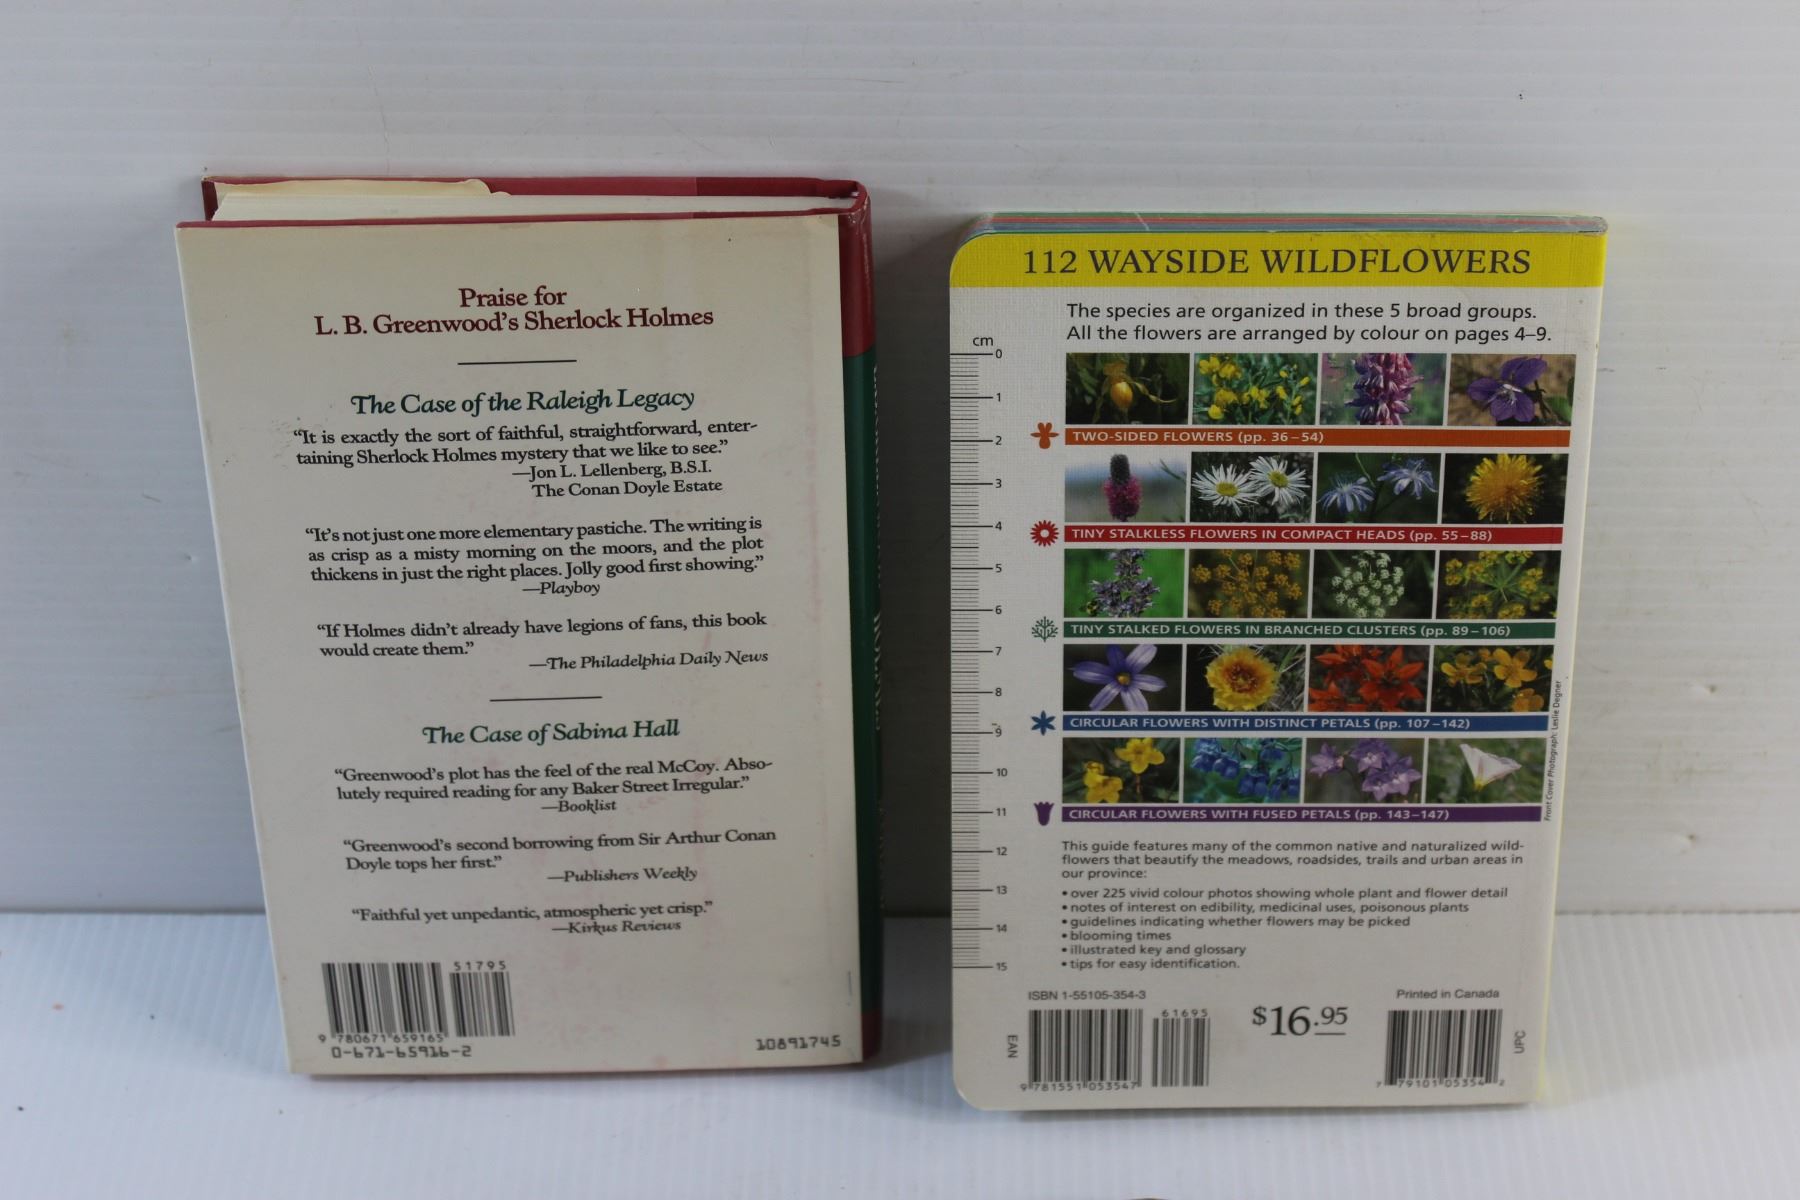 Praise for
L. B. Greenwood's Sherlock Holmes
The Case of the Raleigh Legacy
“It is exactly the sort of faithful, straightforward, enter-
taining Sherlock Holmes mystery that we like to see.”
—Jon L. Lellenberg, B.S.I.
The Conan Doyle Estate
“It's not just one more elementary pastiche. The writing is
as crisp as a misty morning on the moors, and the plot
thickens in just the right places. Jolly good first showing.”
—Playboy
“If Holmes didn't already have legions of fans, this book
would create them.”
—The Philadelphia Daily News
The Case of Sabina Hall
“Greenwood's plot has the feel of the real McCoy. Abso-
lutely required reading for any Baker Street Irregular.”
—Booklist
“Greenwood's second borrowing from Sir Arthur Conan
Doyle tops her first.”
—Publishers Weekly
“Faithful yet unpedantic, atmospheric yet crisp.”
—Kirkus Reviews
51795
9 780671 659165
0-671-65916-2
10891745
112 WAYSIDE WILDFLOWERS
The species are organized in these 5 broad groups.
All the flowers are arranged by colour on pages 4–9.
cm
0
1
2
3
4
5
6
7
8
9
10
11
12
13
14
15
TWO-SIDED FLOWERS (pp. 36–54)
TINY STALKLESS FLOWERS IN COMPACT HEADS (pp. 55–88)
TINY STALKED FLOWERS IN BRANCHED CLUSTERS (pp. 89–106)
CIRCULAR FLOWERS WITH DISTINCT PETALS (pp. 107–142)
CIRCULAR FLOWERS WITH FUSED PETALS (pp. 143–147)
Front Cover Photograph: Leslie Degner
This guide features many of the common native and naturalized wild-
flowers that beautify the meadows, roadsides, trails and urban areas in
our province:
• over 225 vivid colour photos showing whole plant and flower detail
• notes of interest on edibility, medicinal uses, poisonous plants
• guidelines indicating whether flowers may be picked
• blooming times
• illustrated key and glossary
• tips for easy identification.
ISBN 1-55105-354-3
Printed in Canada
61695
$16.95
EAN
UPC
9 781551 053547
7 79101 05354 2